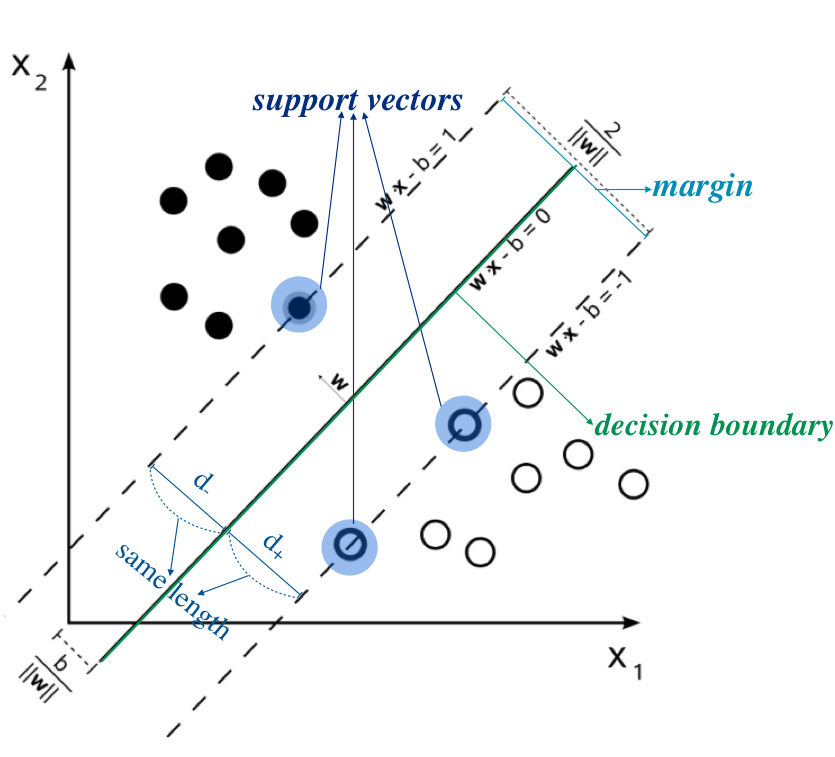 X2
support vectors
w x - b = 1
2
||w||
margin
w x - b = 0
w x - b = -1
w
decision boundary
d-
d+
same length
b
||w||
X1